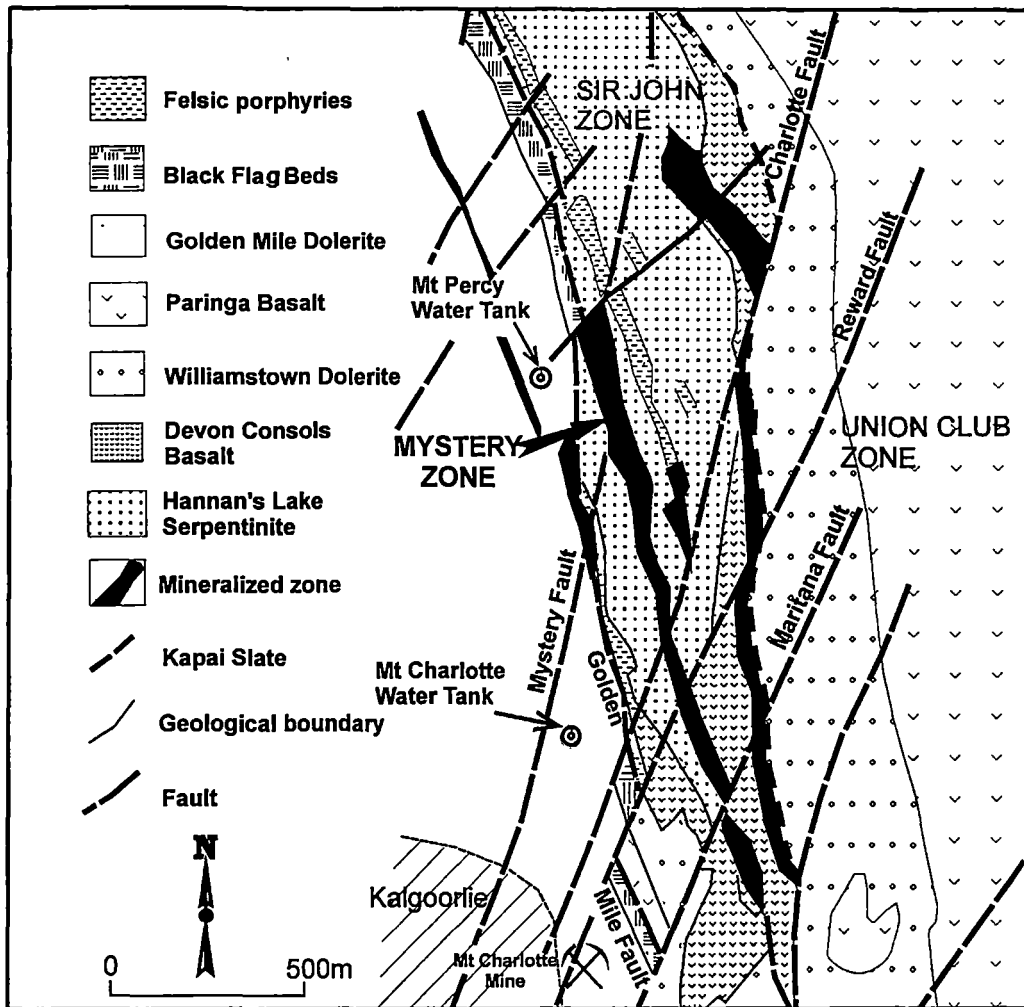 Felsic porphyries
Black Flag Beds
Golden Mile Dolerite
Paringa Basalt
Williamstown Dolerite
Devon Consols
Basalt
Hannan's Lake
Serpentinite
Mineralized zone
Kapai Slate
Geological boundary
Fault
N
0 500m
SIR JOHN
ZONE
Charlotte Fault
Mt Percy
Water Tank
Reward Fault
MYSTERY
ZONE
UNION CLUB
ZONE
Maritana Fault
Mystery Fault
Mt Charlotte
Water Tank
Golden
Mile Fault
Kalgoorlie
Mt Charlotte
Mine